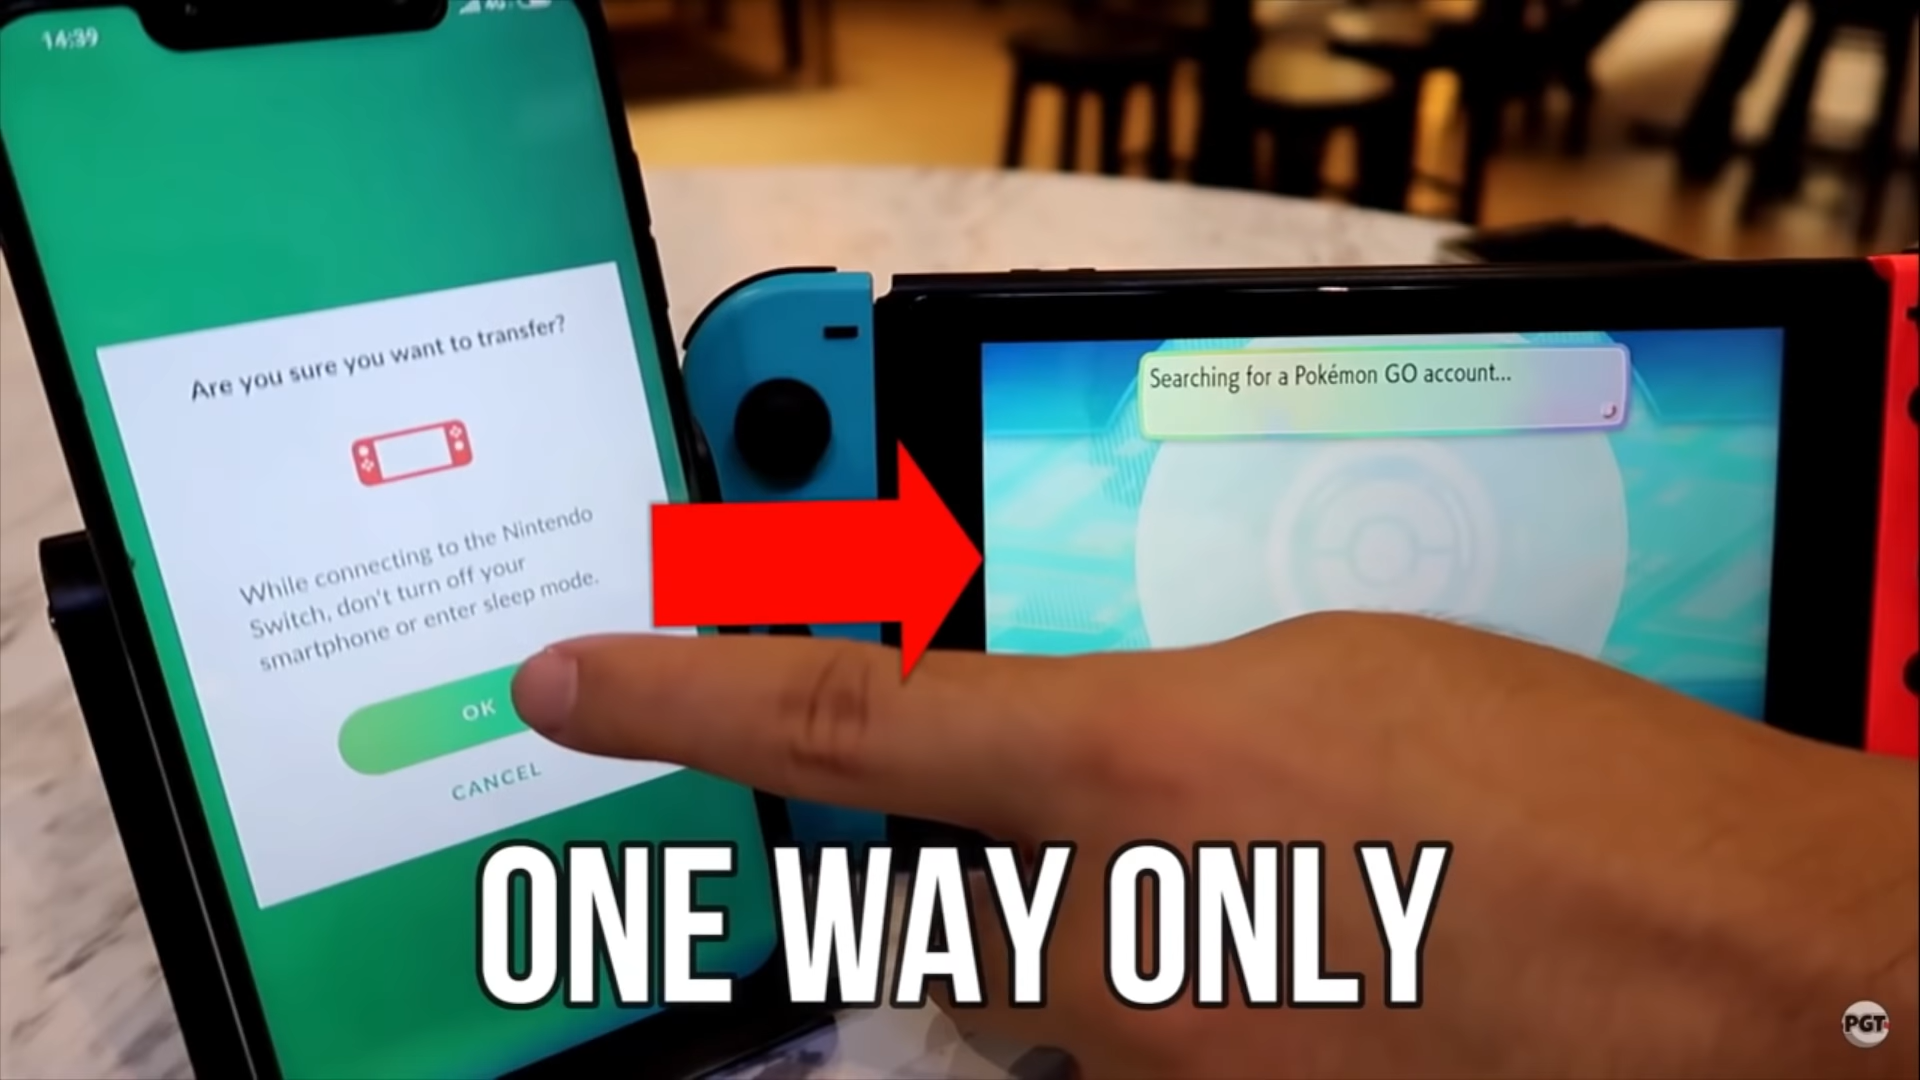 14:39
4G
Are you sure you want to transfer?
While connecting to the Nintendo
Switch, don't turn off your
smartphone or enter sleep mode.
OK
CANCEL
Searching for a Pokémon GO account...
ONE WAY ONLY
PGT